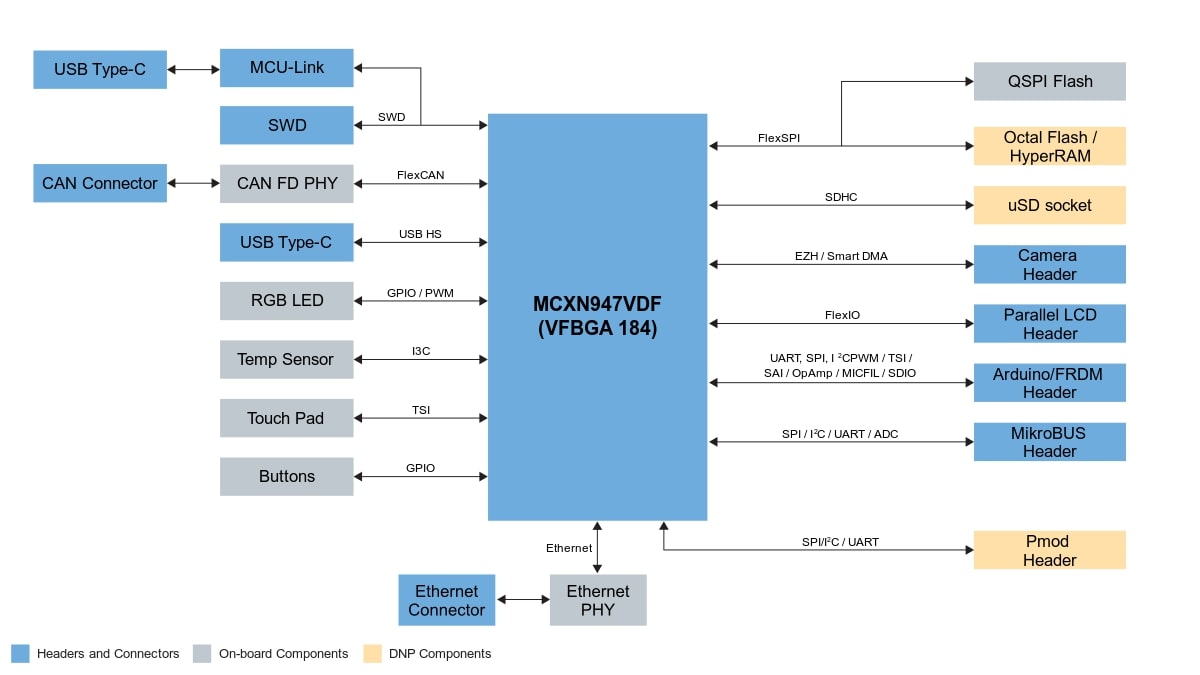 USB Type-C
MCU-Link
SWD
SWD
CAN Connector
CAN FD PHY
FlexCAN
USB Type-C
USB HS
RGB LED
GPIO / PWM
Temp Sensor
I3C
Touch Pad
TSI
Buttons
GPIO
MCXN947VDF
(VFBGA 184)
FlexSPI
QSPI Flash
Octal Flash /
HyperRAM
SDHC
uSD socket
EZH / Smart DMA
Camera
Header
FlexIO
Parallel LCD
Header
UART, SPI, I ²CPWM / TSI /
SAI / OpAmp / MICFIL / SDIO
Arduino/FRDM
Header
SPI / I²C / UART / ADC
MikroBUS
Header
SPI/I²C / UART
Pmod
Header
Ethernet
Ethernet
Connector
Ethernet
PHY
Headers and Connectors
On-board Components
DNP Components